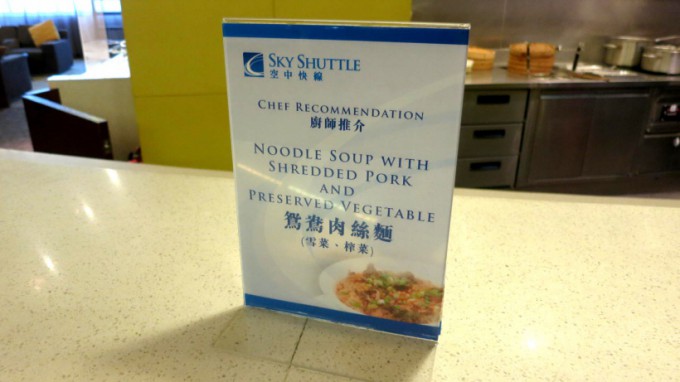 SKY SHUTTLE
空中快線
CHEF RECOMMENDATION
廚師推介
NOODLE SOUP WITH
SHREDDED PORK
AND
PRESERVED VEGETABLE
鴛鴦肉絲麵
(雪菜、榨菜)